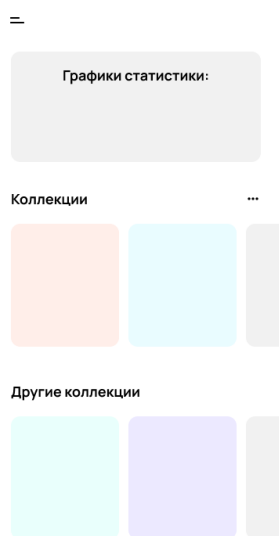 Графики статистики:
Коллекции
Другие коллекции